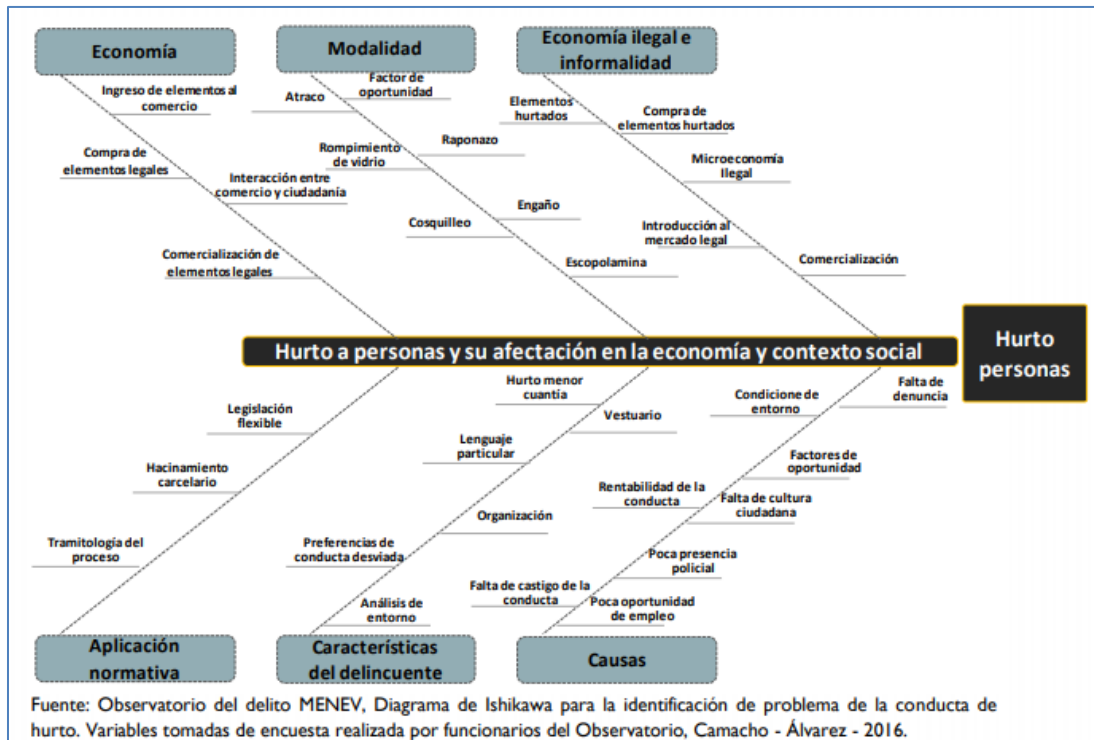 Economía
Modalidad
Economía ilegal e
informalidad
Ingreso de elementos al
comercio
Compra de
elementos legales
Interacción entre
comercio y ciudadanía
Comercialización de
elementos legales
Factor de
oportunidad
Atraco
Raponazo
Rompimiento
de vidrio
Engaño
Cosquilleo
Escopolamina
Elementos
hurtados
Compra de
elementos hurtados
Microeconomía
Ilegal
Introducción al
mercado legal
Comercialización
Hurto a personas y su afectación en la economía y contexto social
Hurto
personas
Legislación
flexible
Hacinamiento
carcelario
Tramitología del
proceso
Hurto menor
cuantía
Vestuario
Lenguaje
particular
Organización
Preferencias de
conducta desviada
Análisis de
entorno
Falta de
denuncia
Condicione de
entorno
Factores de
oportunidad
Rentabilidad de la
conducta
Falta de cultura
ciudadana
Poca presencia
policial
Falta de castigo de la
conducta
Poca oportunidad
de empleo
Aplicación
normativa
Características
del delincuente
Causas
Fuente: Observatorio del delito MENEV, Diagrama de Ishikawa para la identificación de problema de la conducta de
hurto. Variables tomadas de encuesta realizada por funcionarios del Observatorio, Camacho - Álvarez - 2016.